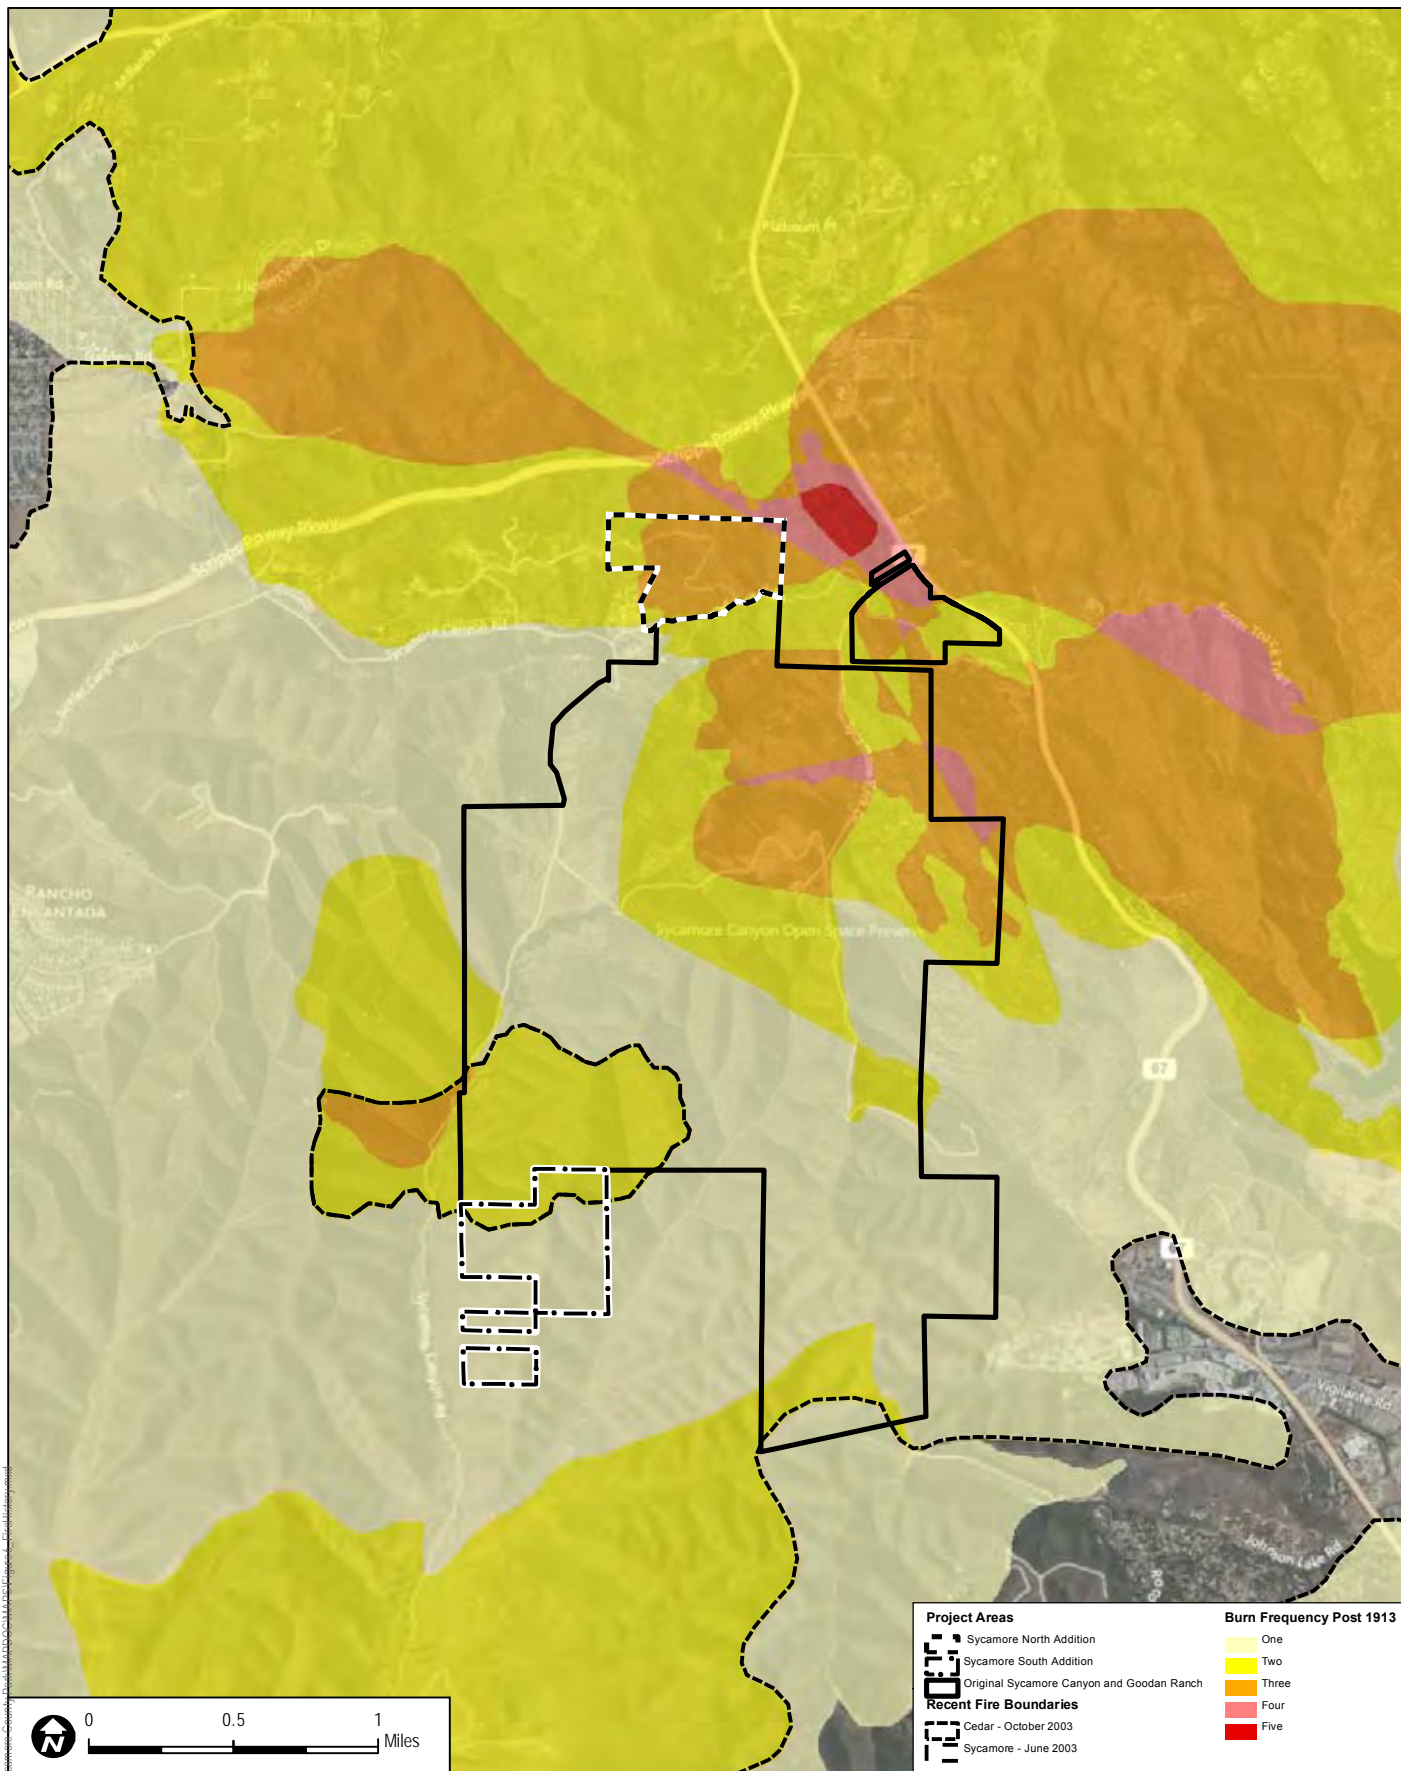 Platinum Pl
Scripps Poway Pkwy
Scripps Poway Pkwy
RANCHO
ENCANTADA
Sycamore Canyon Open Space Preserve
67
Vigilante Rd
Johnson Lake Rd
Project Areas
Sycamore North Addition
Sycamore South Addition
Original Sycamore Canyon and Goodan Ranch
Recent Fire Boundaries
Cedar - October 2003
Sycamore - June 2003
Burn Frequency Post 1913
One
Two
Three
Four
Five
N
0 0.5 1
Miles